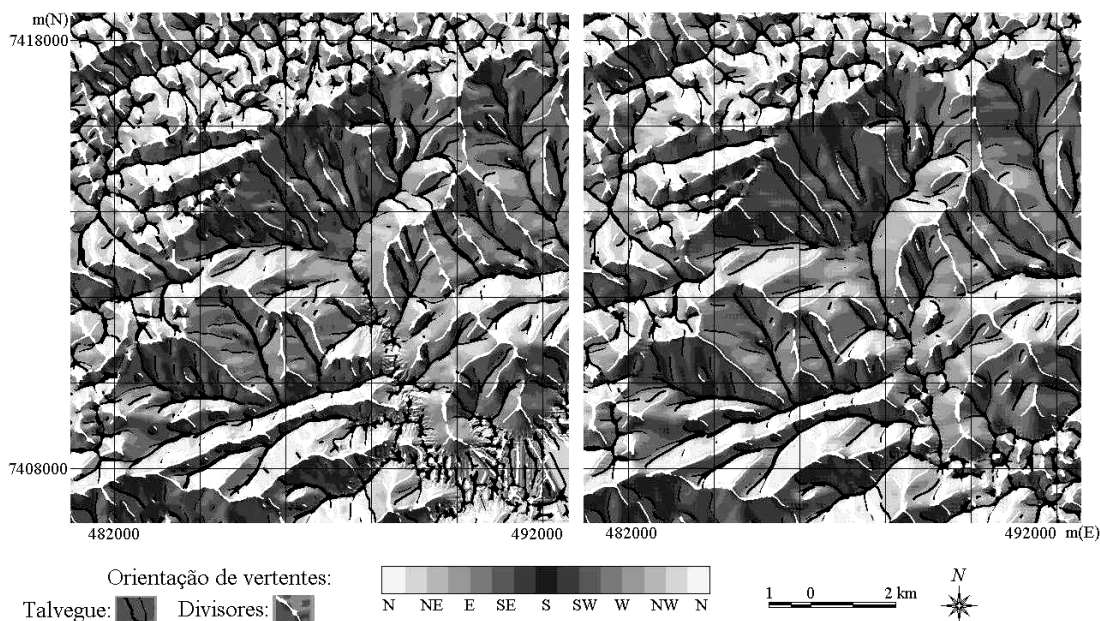 m(N)
7418000
7408000
482000 492000 482000 492000 m(E)
Orientação de vertentes:
Talvegue: Divisores:
N NE E SE S SW W NW N
1 0 2 km
N